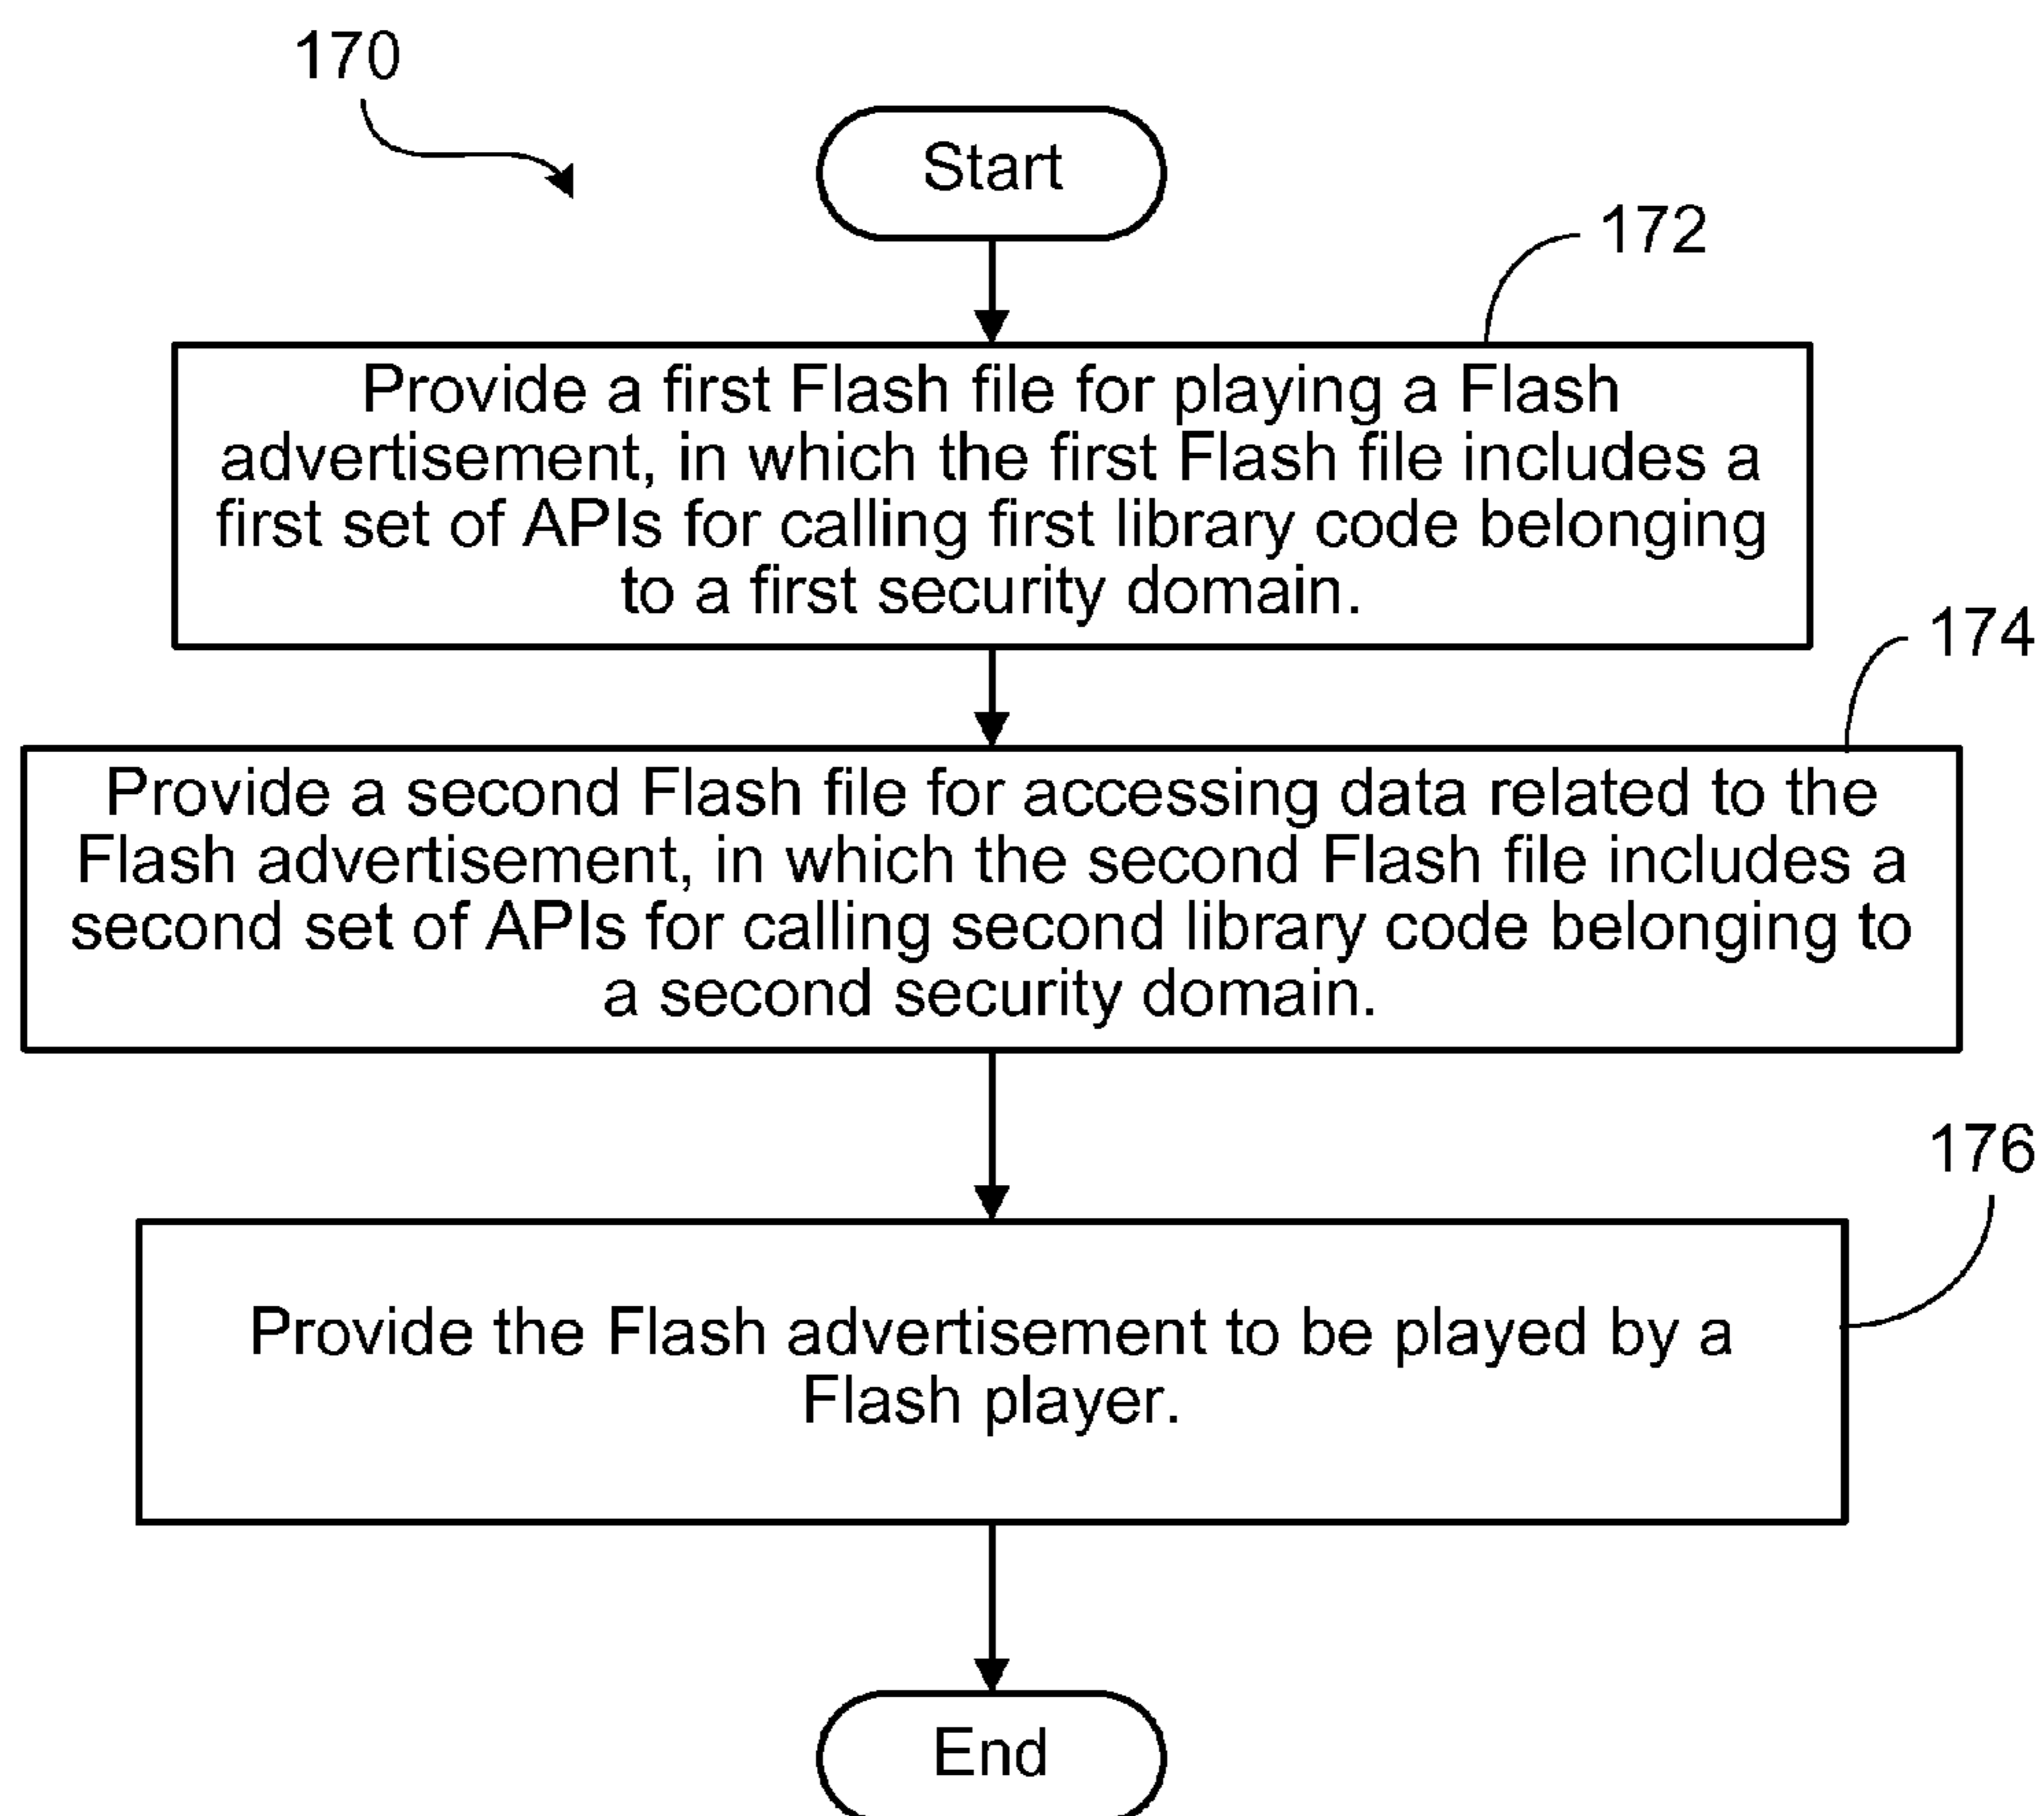 170
Start
172
Provide a first Flash file for playing a Flash
advertisement, in which the first Flash file includes a
first set of APIs for calling first library code belonging
to a first security domain.
174
Provide a second Flash file for accessing data related to the
Flash advertisement, in which the second Flash file includes a
second set of APIs for calling second library code belonging to
a second security domain.
176
Provide the Flash advertisement to be played by a
Flash player.
End